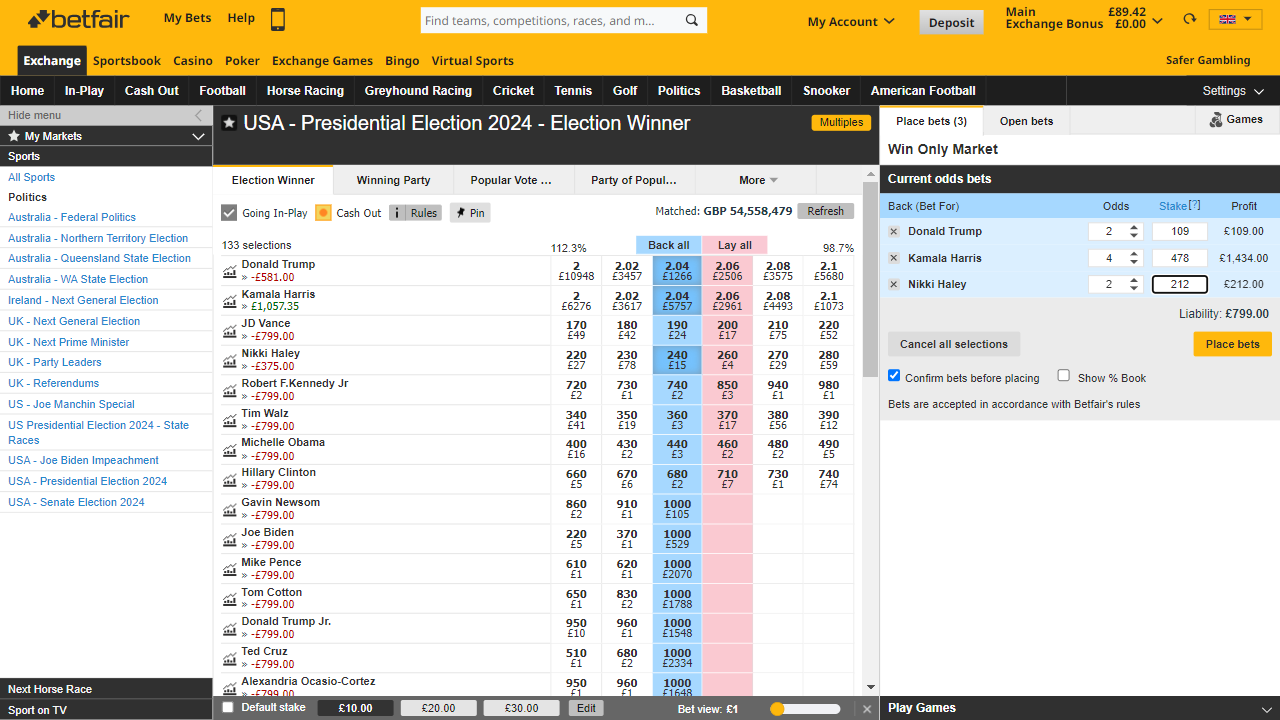 betfair
My Bets
Help
Find teams, competitions, races, and m...
My Account
Deposit
Main £89.42
Exchange Bonus £0.00
Exchange
Sportsbook
Casino
Poker
Exchange Games
Bingo
Virtual Sports
Safer Gambling
Home
In-Play
Cash Out
Football
Horse Racing
Greyhound Racing
Cricket
Tennis
Golf
Politics
Basketball
Snooker
American Football
Settings
Hide menu
My Markets
Sports
All Sports
Politics
Australia - Federal Politics
Australia - Northern Territory Election
Australia - Queensland State Election
Australia - WA State Election
Ireland - Next General Election
UK - Next General Election
UK - Next Prime Minister
UK - Party Leaders
UK - Referendums
US - Joe Manchin Special
US Presidential Election 2024 - State
Races
USA - Joe Biden Impeachment
USA - Presidential Election 2024
USA - Senate Election 2024
Next Horse Race
Sport on TV
USA - Presidential Election 2024 - Election Winner
Multiples
Election Winner
Winning Party
Popular Vote ...
Party of Popul...
More
Going In-Play
Cash Out
i Rules
Pin
Matched: GBP 54,558,479
Refresh
133 selections
112.3%
Back all
Lay all
98.7%
Donald Trump
» -£581.00
2 2.02 2.04 2.06 2.08 2.1
£10948 £3457 £1266 £2506 £3575 £5680
Kamala Harris
» £1,057.35
2 2.02 2.04 2.06 2.08 2.1
£6276 £3617 £5757 £2961 £4493 £1073
JD Vance
» -£799.00
170 180 190 200 210 220
£49 £42 £24 £17 £75 £52
Nikki Haley
» -£375.00
220 230 240 260 270 280
£27 £78 £15 £4 £29 £59
Robert F.Kennedy Jr
» -£799.00
720 730 740 850 940 980
£2 £1 £2 £3 £1 £1
Tim Walz
» -£799.00
340 350 360 370 380 390
£41 £19 £3 £17 £56 £12
Michelle Obama
» -£799.00
400 430 440 460 480 490
£16 £2 £3 £2 £2 £5
Hillary Clinton
» -£799.00
660 670 680 710 730 740
£5 £6 £2 £7 £1 £74
Gavin Newsom
» -£799.00
860 910 1000
£2 £1 £105
Joe Biden
» -£799.00
220 370 1000
£5 £1 £529
Mike Pence
» -£799.00
610 620 1000
£1 £1 £2070
Tom Cotton
» -£799.00
650 830 1000
£1 £2 £1788
Donald Trump Jr.
» -£799.00
950 960 1000
£10 £1 £1548
Ted Cruz
» -£799.00
510 680 1000
£1 £2 £2334
Alexandria Ocasio-Cortez
» -£799.00
950 960 1000
£1 £1 £1648
Default stake
£10.00
£20.00
£30.00
Edit
Bet view: £1
Place bets (3)
Open bets
Games
Win Only Market
Current odds bets
Back (Bet For) Odds Stake[?] Profit
Donald Trump 2 109 £109.00
Kamala Harris 4 478 £1,434.00
Nikki Haley 2 212 £212.00
Liability: £799.00
Cancel all selections
Place bets
Confirm bets before placing
Show % Book
Bets are accepted in accordance with Betfair's rules
Play Games